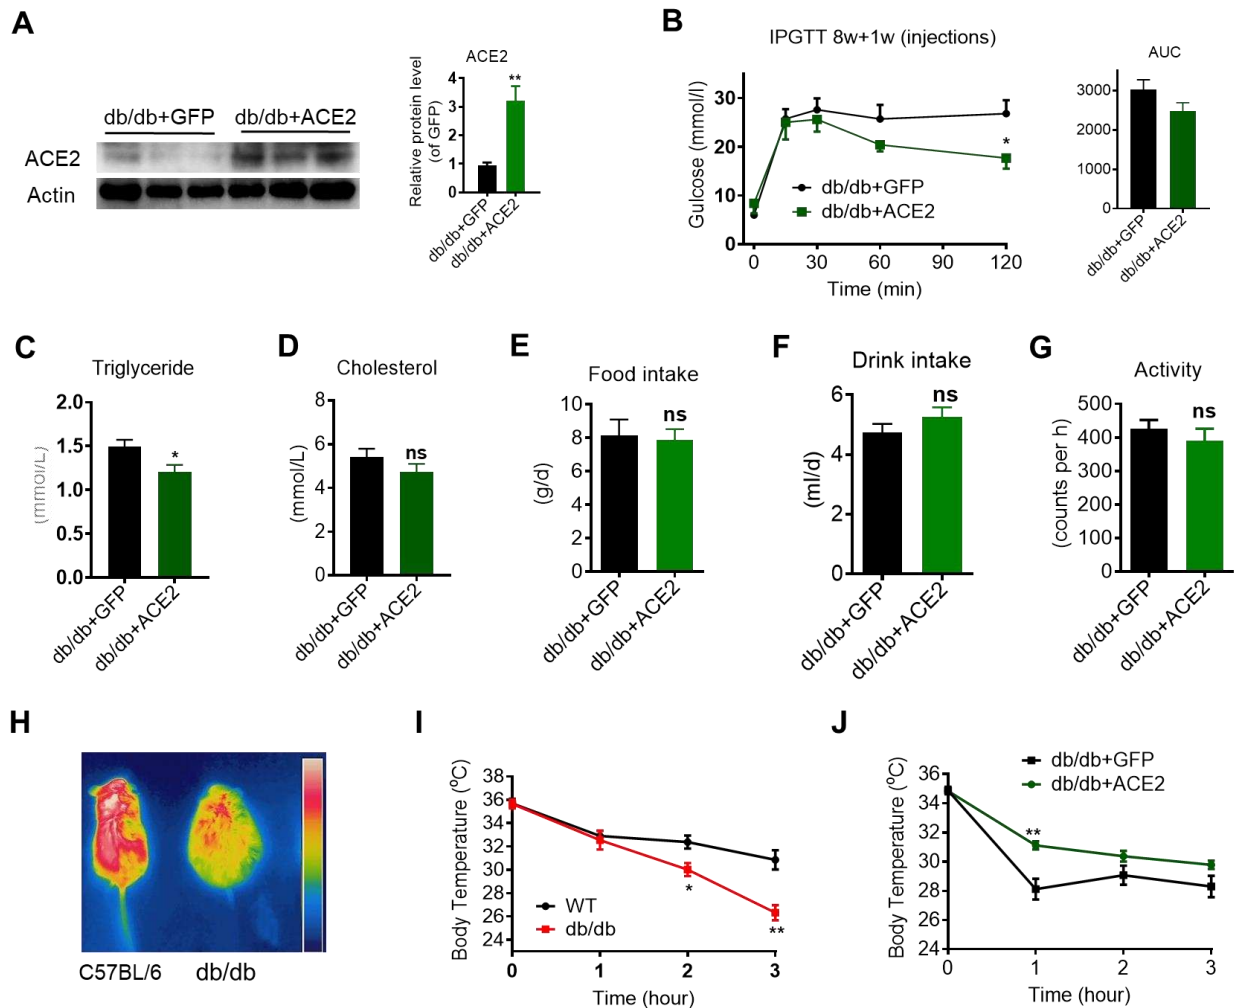 A
db/db+GFP db/db+ACE2
ACE2
Actin
ACE2
Relative protein level
(of GFP)
4
**
3
2
1
0
db/db+GFP
db/db+ACE2
B
IPGTT 8w+1w (injections)
Gulcose (mmol/l)
30
20
10
0
*
db/db+GFP
db/db+ACE2
0 30 60 90 120
Time (min)
AUC
3000
2000
1000
0
db/db+GFP
db/db+ACE2
C
Triglyceride
(mmol/L)
2.0
1.5
1.0
0.5
0.0
*
db/db+GFP
db/db+ACE2
D
Cholesterol
(mmol/L)
8
6
4
2
0
ns
db/db+GFP
db/db+ACE2
E
Food intake
(g/d)
10
8
6
4
2
0
ns
db/db+GFP
db/db+ACE2
F
Drink intake
(ml/d)
6
4
2
0
ns
db/db+GFP
db/db+ACE2
G
Activity
(counts per h)
500
400
300
200
100
0
ns
db/db+GFP
db/db+ACE2
H
C57BL/6 db/db
I
Body Temperature (⁰C)
38
36
34
32
30
28
26
24
*
**
WT
db/db
0 1 2 3
Time (hour)
J
db/db+GFP
db/db+ACE2
Body Temperature (⁰C)
36
34
32
30
28
26
24
**
0 1 2 3
Time (hour)